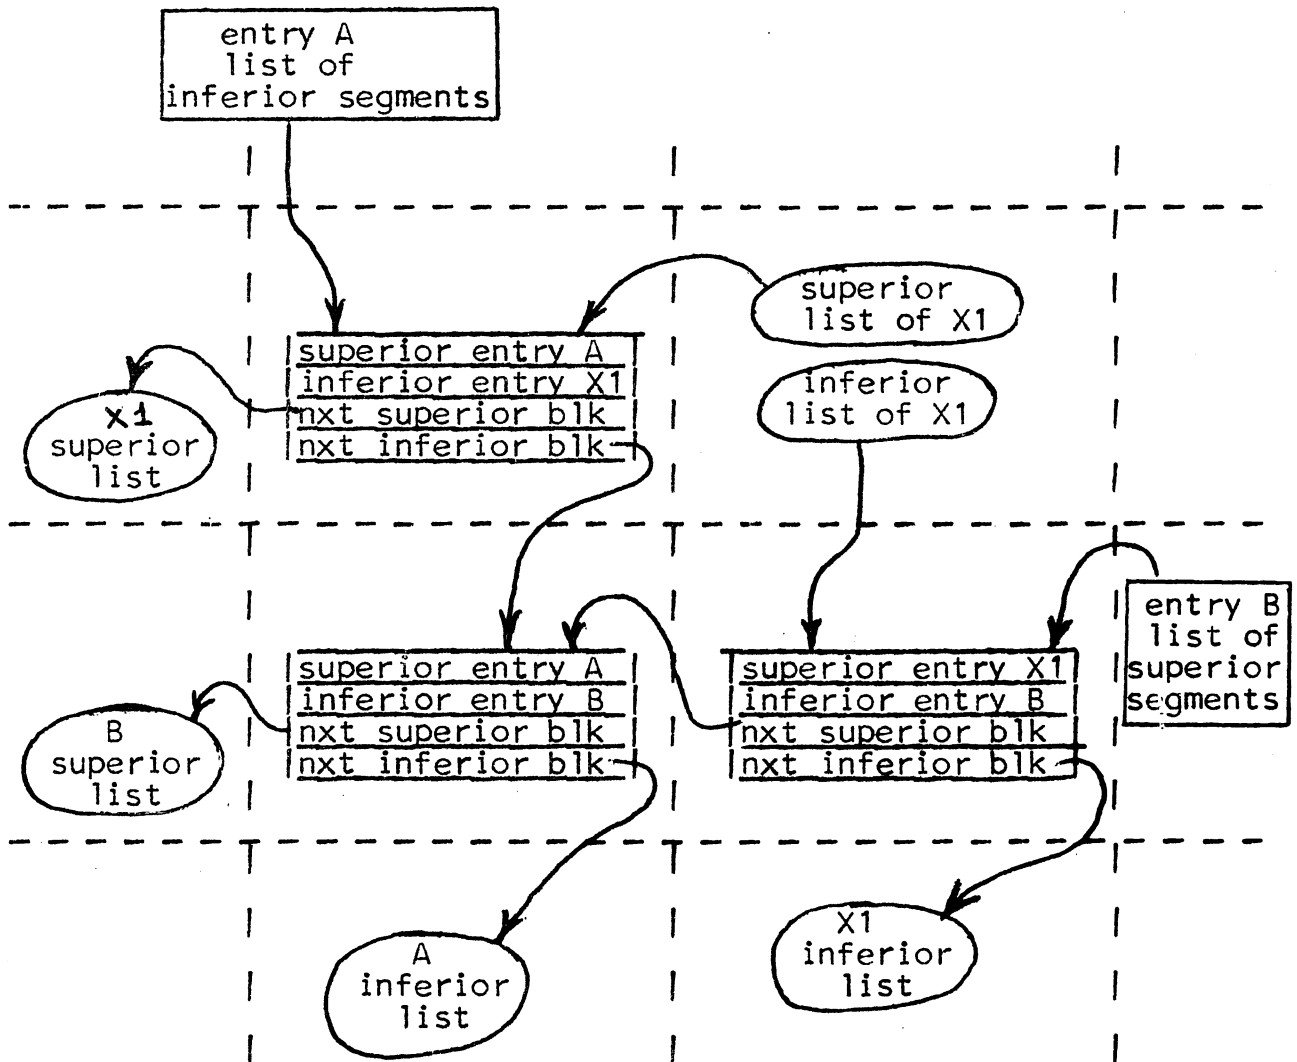 entry A
list of
inferior segments
superior
list of X1
superior entry A
inferior entry X1
nxt superior blk
nxt inferior blk
inferior
list of X1
X1
superior
list
entry B
list of
superior
segments
superior entry A
inferior entry B
nxt superior blk
nxt inferior blk
superior entry X1
inferior entry B
nxt superior blk
nxt inferior blk
B
superior
list
A
inferior
list
X1
inferior
list